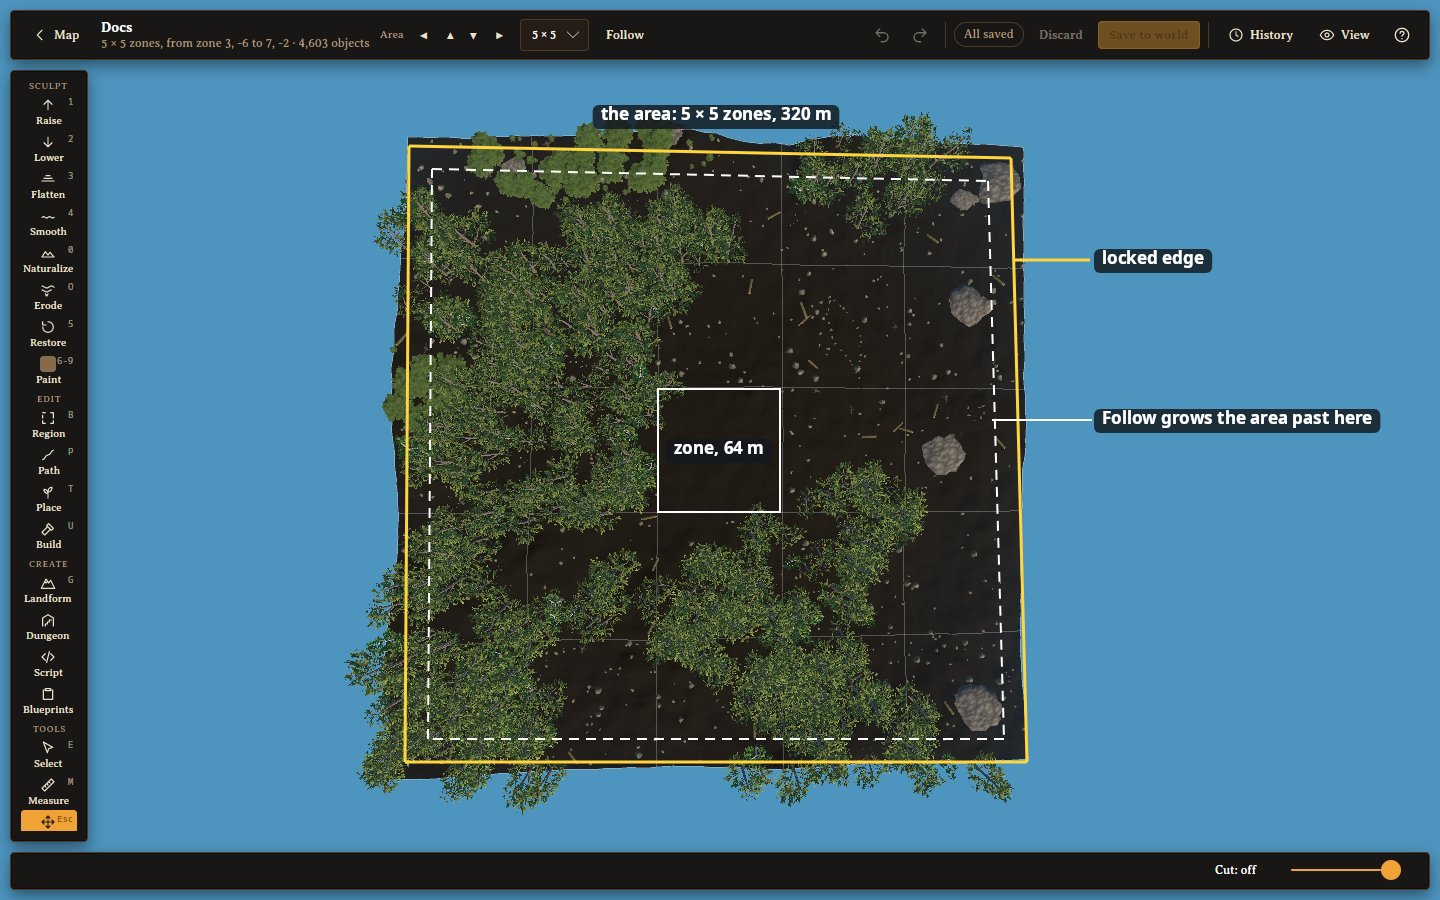 Map
Docs
5 × 5 zones, from zone 3, -6 to 7, -2 · 4,603 objects
Area
5 × 5
Follow
All saved
Discard
Save to world
History
View
SCULPT
Raise 1
Lower 2
Flatten 3
Smooth 4
Naturalize 0
Erode O
Restore 5
Paint 6-9
EDIT
Region B
Path P
Place T
Build U
CREATE
Landform G
Dungeon
Script
Blueprints
TOOLS
Select E
Measure M
Esc
the area: 5 × 5 zones, 320 m
locked edge
Follow grows the area past here
zone, 64 m
Cut: off